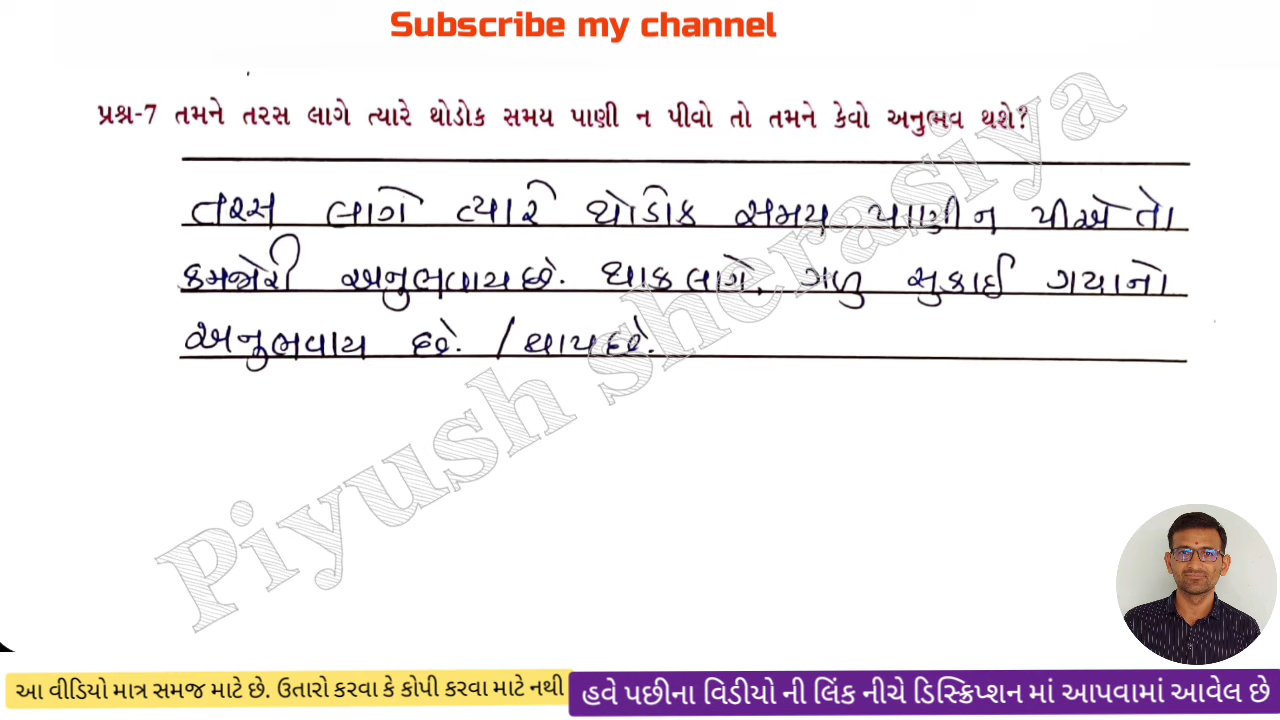 Subscribe my channel
પ્રશ્ન-7 તમને તરસ લાગે ત્યારે થોડોક સમય પાણી ન પીવો તો તમને કેવો અનુભવ થશે?
તરસ લાગે ત્યારે થોડોક સમય પાણી ન પીએ તો
કમજોરી અનુભવાય છે. થાક લાગે, ગળુ સુકાઈ ગયાનો
અનુભવાય છે. / થાય છે.
Piyush sherasiya
આ વીડિયો માત્ર સમજ માટે છે. ઉતારો કરવા કે કોપી કરવા માટે નથી
હવે પછીના વિડીયો ની લિંક નીચે ડિસ્ક્રિપ્શન માં આપવામાં આવેલ છે